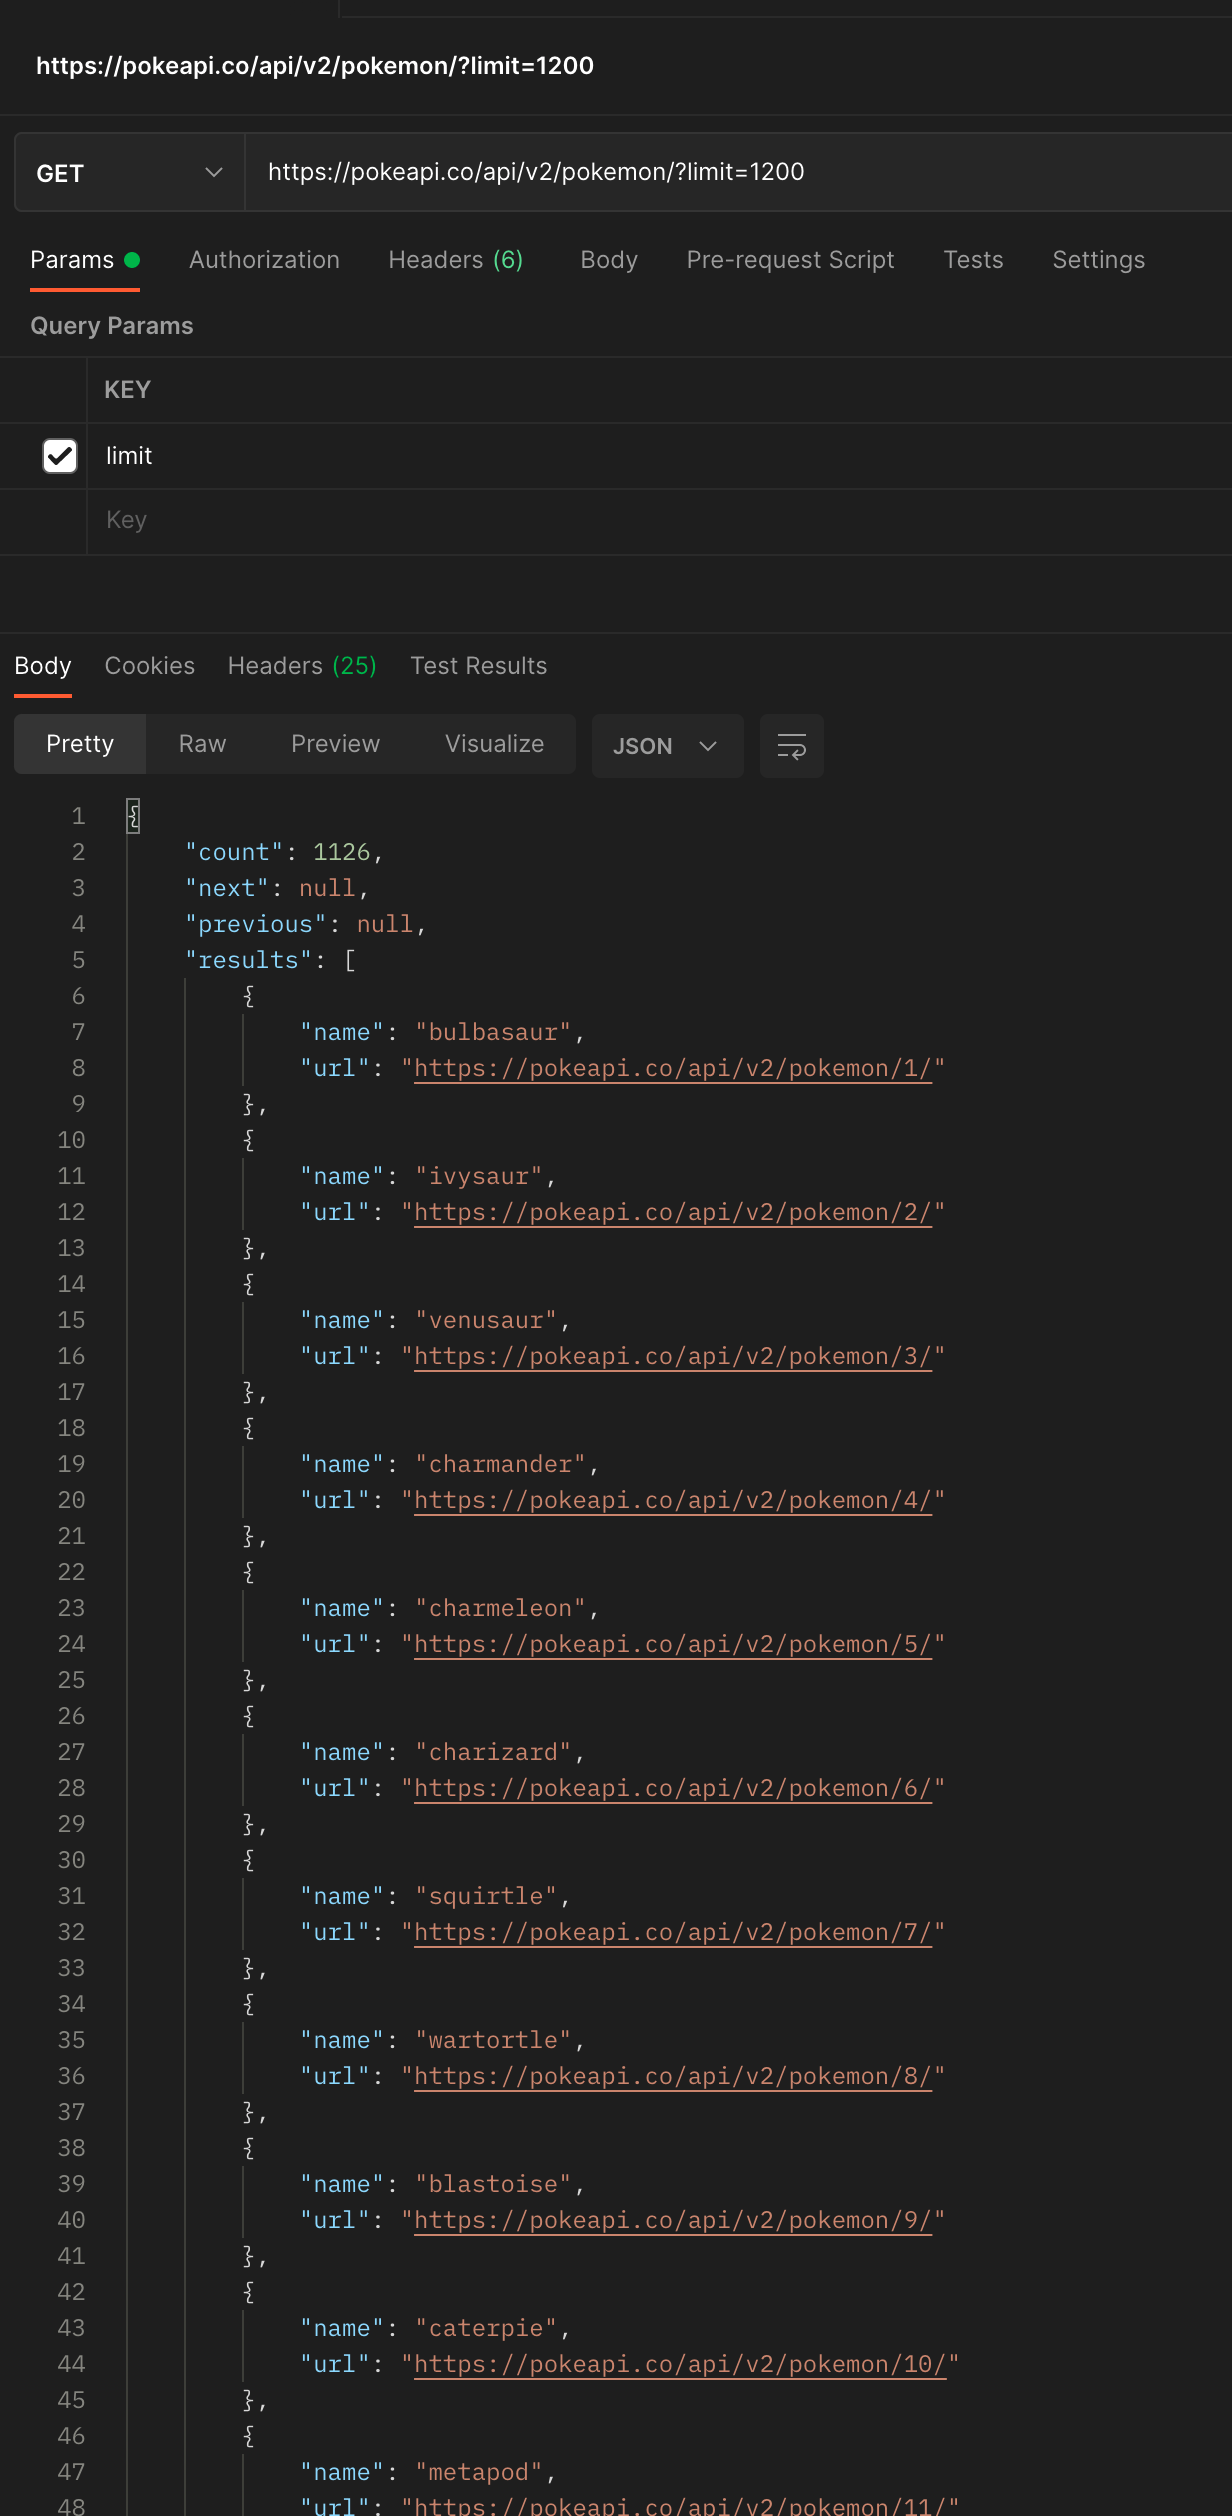 https://pokeapi.co/api/v2/pokemon/?limit=1200
GET https://pokeapi.co/api/v2/pokemon/?limit=1200
Params Authorization Headers (6) Body Pre-request Script Tests Settings
Query Params
KEY
limit
Key
Body Cookies Headers (25) Test Results
Pretty Raw Preview Visualize JSON
1 {
2 "count": 1126,
3 "next": null,
4 "previous": null,
5 "results": [
6 {
7 "name": "bulbasaur",
8 "url": "https://pokeapi.co/api/v2/pokemon/1/"
9 },
10 {
11 "name": "ivysaur",
12 "url": "https://pokeapi.co/api/v2/pokemon/2/"
13 },
14 {
15 "name": "venusaur",
16 "url": "https://pokeapi.co/api/v2/pokemon/3/"
17 },
18 {
19 "name": "charmander",
20 "url": "https://pokeapi.co/api/v2/pokemon/4/"
21 },
22 {
23 "name": "charmeleon",
24 "url": "https://pokeapi.co/api/v2/pokemon/5/"
25 },
26 {
27 "name": "charizard",
28 "url": "https://pokeapi.co/api/v2/pokemon/6/"
29 },
30 {
31 "name": "squirtle",
32 "url": "https://pokeapi.co/api/v2/pokemon/7/"
33 },
34 {
35 "name": "wartortle",
36 "url": "https://pokeapi.co/api/v2/pokemon/8/"
37 },
38 {
39 "name": "blastoise",
40 "url": "https://pokeapi.co/api/v2/pokemon/9/"
41 },
42 {
43 "name": "caterpie",
44 "url": "https://pokeapi.co/api/v2/pokemon/10/"
45 },
46 {
47 "name": "metapod",
48 "url": "https://pokeapi.co/api/v2/pokemon/11/"